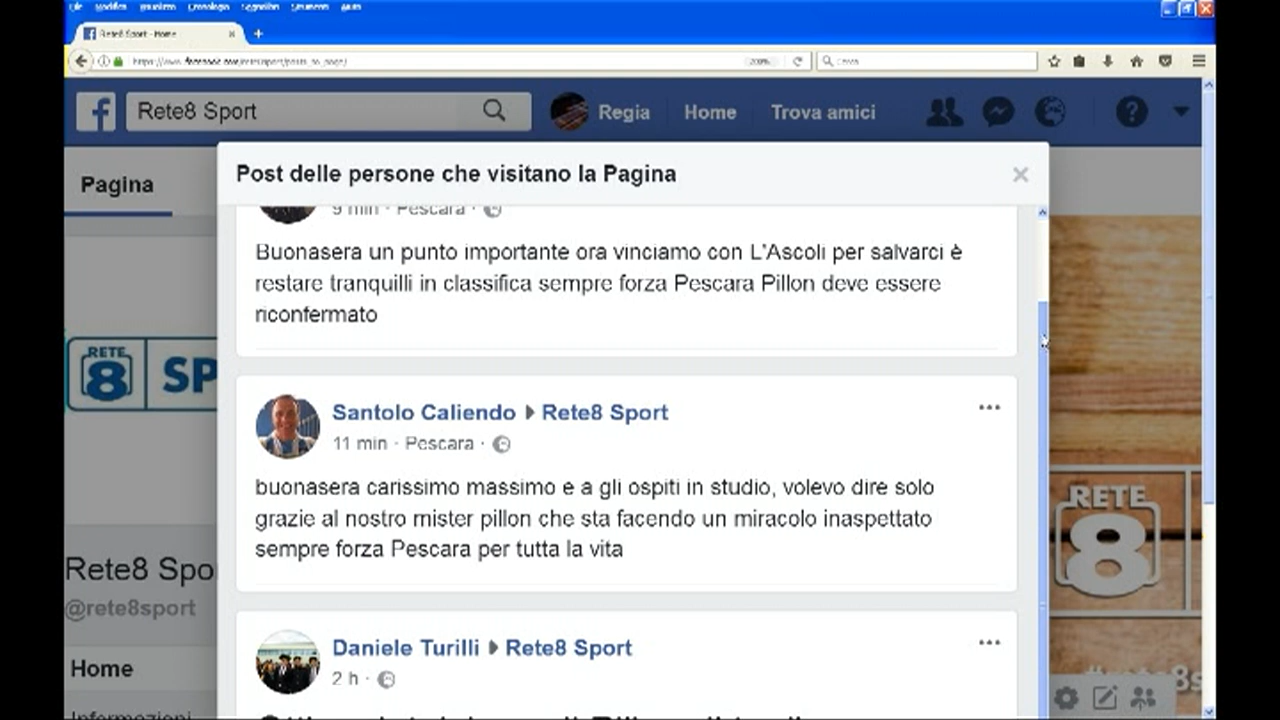 Rete8 Sport - Home
Rete8 Sport
Regia
Home
Trova amici
Pagina
Post delle persone che visitano la Pagina
9 min · Pescara ·
Buonasera un punto importante ora vinciamo con L'Ascoli per salvarci è
restare tranquilli in classifica sempre forza Pescara Pillon deve essere
riconfermato
RETE
8
SP
Santolo Caliendo Rete8 Sport
11 min · Pescara ·
buonasera carissimo massimo e a gli ospiti in studio, volevo dire solo
grazie al nostro mister pillon che sta facendo un miracolo inaspettato
sempre forza Pescara per tutta la vita
RETE
8
Rete8 Spo
@rete8sport
Daniele Turilli Rete8 Sport
2 h ·
Home
Informazioni